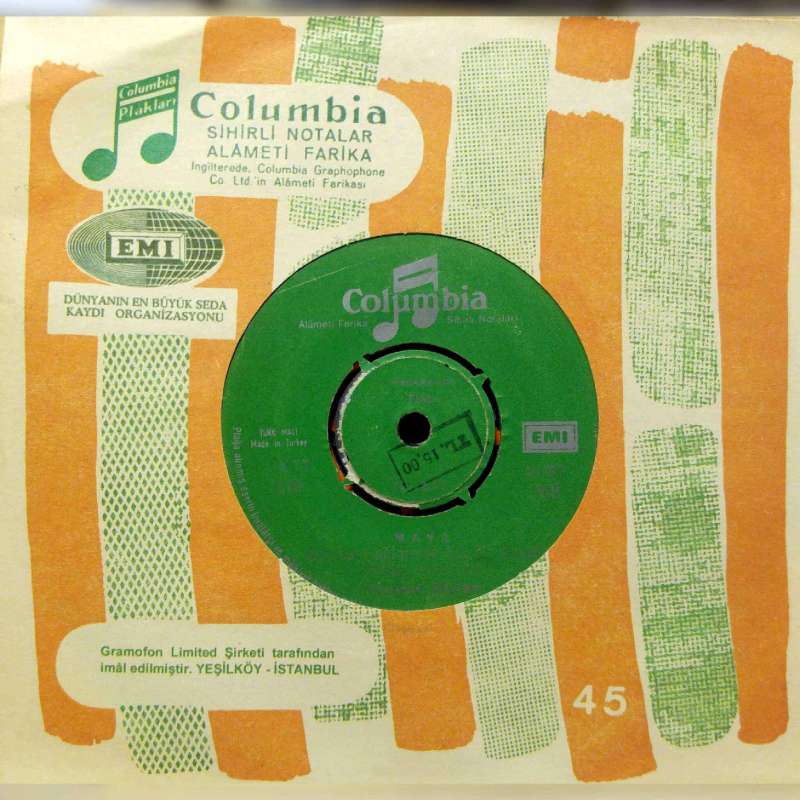 Columbia
Plakları
Columbia
SİHİRLİ NOTALAR
ALÂMETİ FARİKA
İngilterede. Columbia Graphophone
Co. Ltd.'in Alâmeti Farikası
EMI
DÜNYANIN EN BÜYÜK SEDA
KAYDI ORGANİZASYONU
Columbia
Alâmeti Farika
Sihirli Notaları
TÜRK MALI
Made in Turkey
EMI
TL. 15.00
Gramofon Limited Şirketi tarafından
imâl edilmiştir. YEŞİLKÖY - İSTANBUL
45